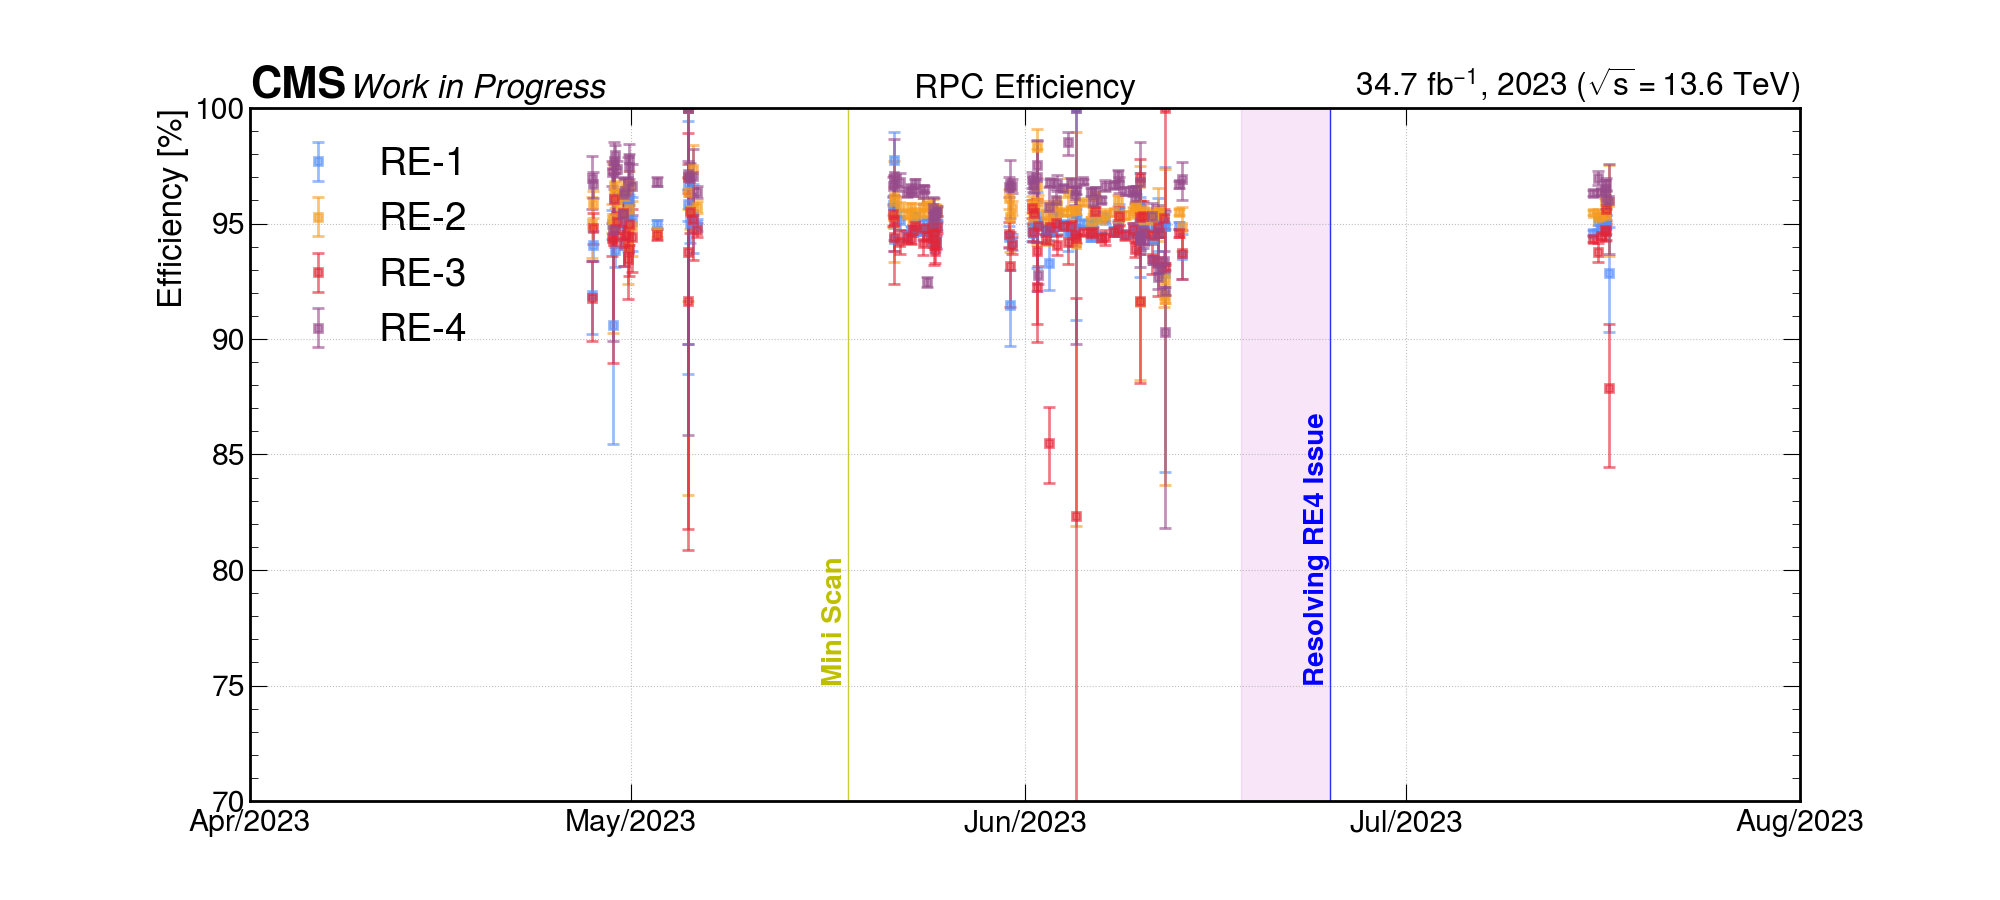 CMS Work in Progress RPC Efficiency 34.7 fb⁻¹, 2023 (√s = 13.6 TeV)
Efficiency [%]
100
95
90
85
80
75
70
RE-1
RE-2
RE-3
RE-4
Mini Scan
Resolving RE4 Issue
Apr/2023 May/2023 Jun/2023 Jul/2023 Aug/2023